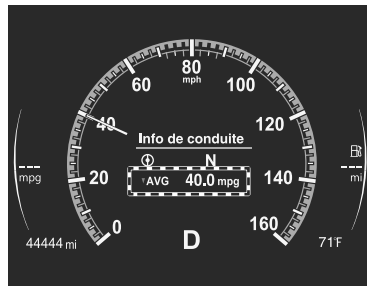 80
mph
60
100
40
120
Info de conduite
N
AVG 40.0 mpg
---
mpg
20
140
---
mi
0
160
D
44444 mi
71°F